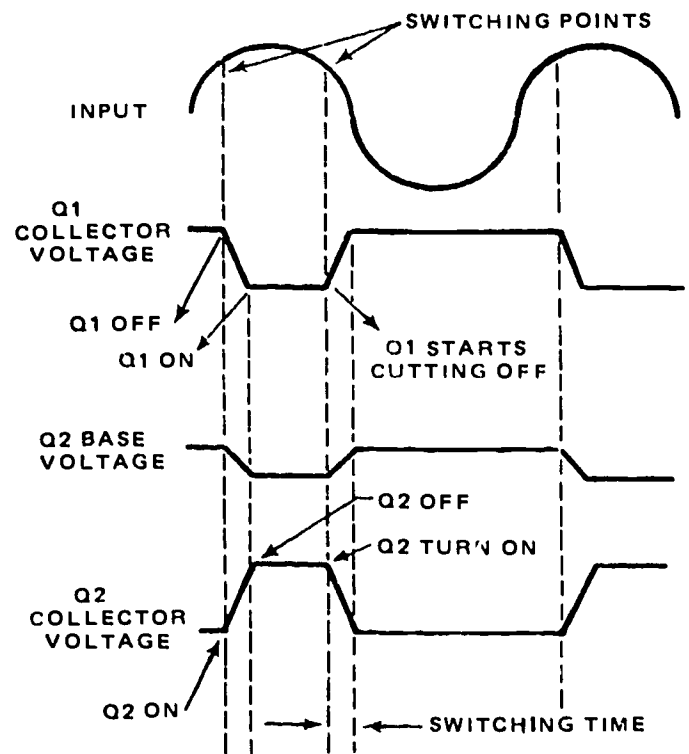 SWITCHING POINTS
INPUT
Q1
COLLECTOR
VOLTAGE
Q1 OFF
Q1 ON
Q1 STARTS
CUTTING OFF
Q2 BASE
VOLTAGE
Q2 OFF
Q2 TURN ON
Q2
COLLECTOR
VOLTAGE
Q2 ON
SWITCHING TIME